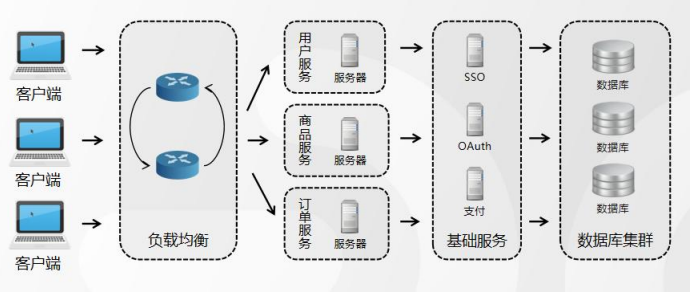 客户端
客户端
客户端
负载均衡
用户服务
服务器
商品服务
服务器
订单服务
服务器
SSO
OAuth
支付
基础服务
数据库
数据库
数据库
数据库集群